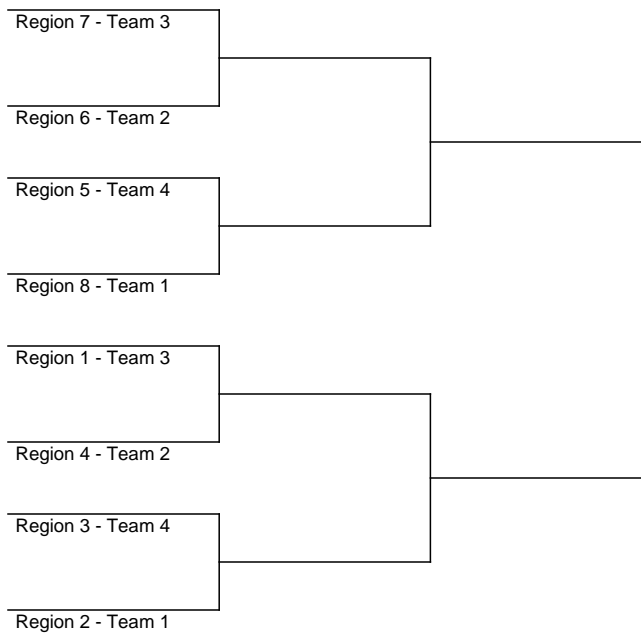 Region 7 - Team 3
Region 6 - Team 2
Region 5 - Team 4
Region 8 - Team 1
Region 1 - Team 3
Region 4 - Team 2
Region 3 - Team 4
Region 2 - Team 1